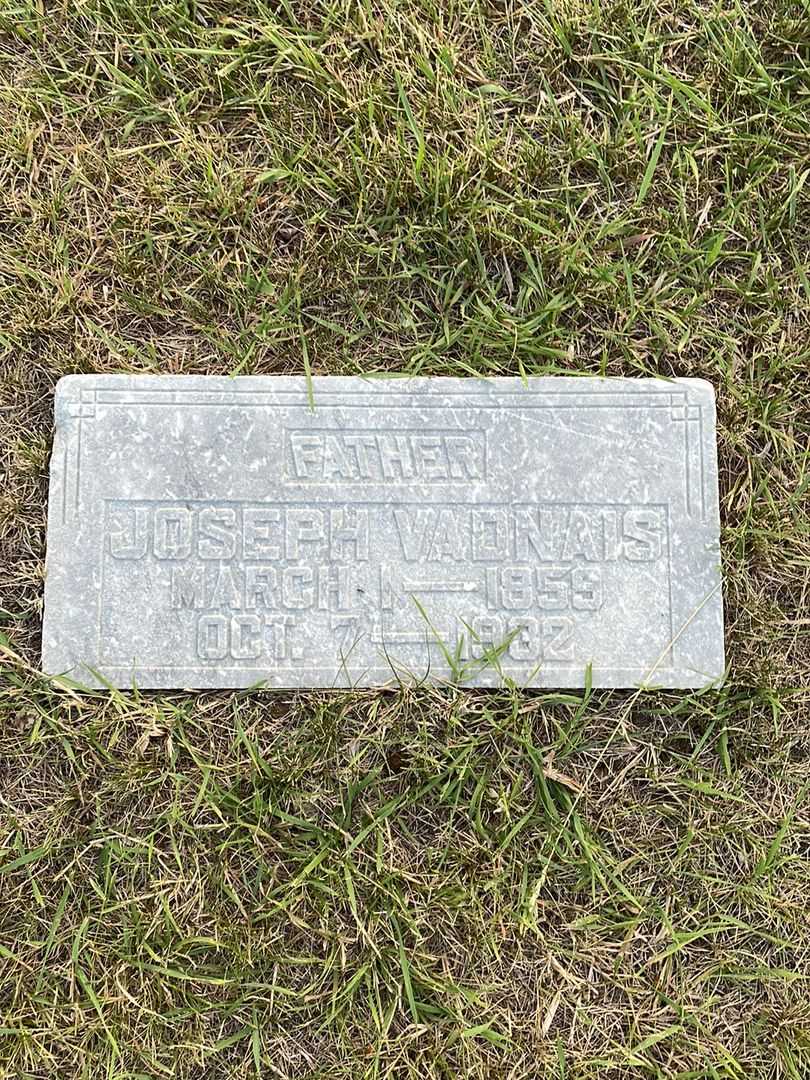 FATHER
JOSEPH VADNAIS
MARCH 1 — 1859
OCT. 7 — 1932